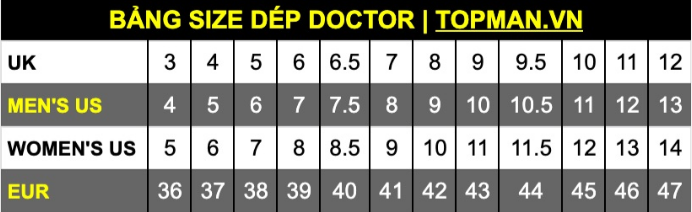 BẢNG SIZE DÉP DOCTOR | TOPMAN.VN
UK 3 4 5 6 6.5 7 8 9 9.5 10 11 12
MEN'S US 4 5 6 7 7.5 8 9 10 10.5 11 12 13
WOMEN'S US 5 6 7 8 8.5 9 10 11 11.5 12 13 14
EUR 36 37 38 39 40 41 42 43 44 45 46 47